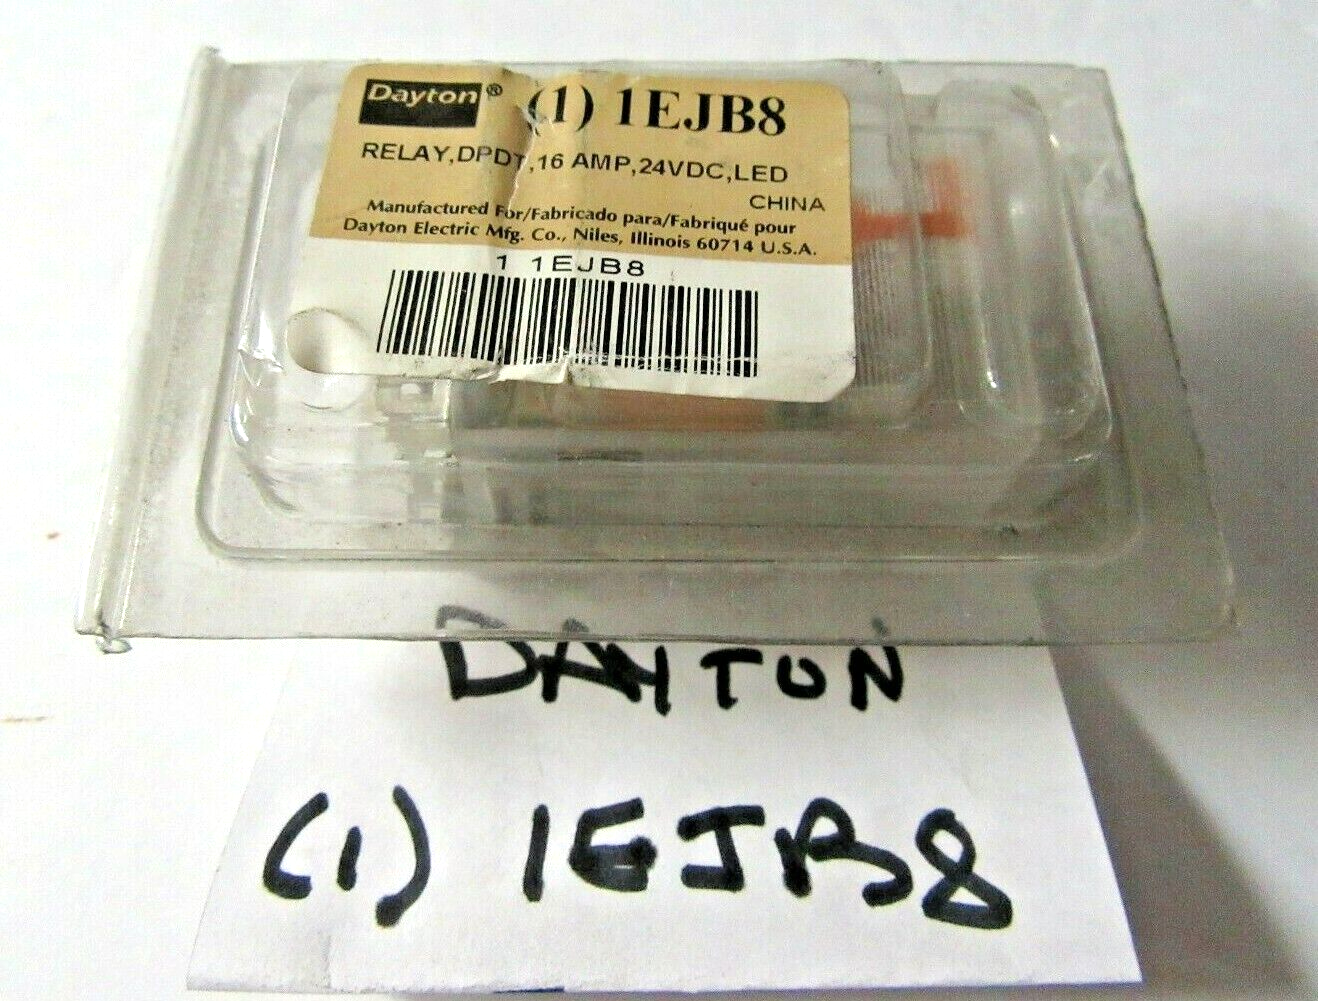 Dayton® (1) 1EJB8
RELAY,DPDT,16 AMP,24VDC,LED
CHINA
Manufactured For/Fabricado para/Fabriqué pour
Dayton Electric Mfg. Co., Niles, Illinois 60714 U.S.A.
1 1EJB8
DAYTON
(1) 1EJB8